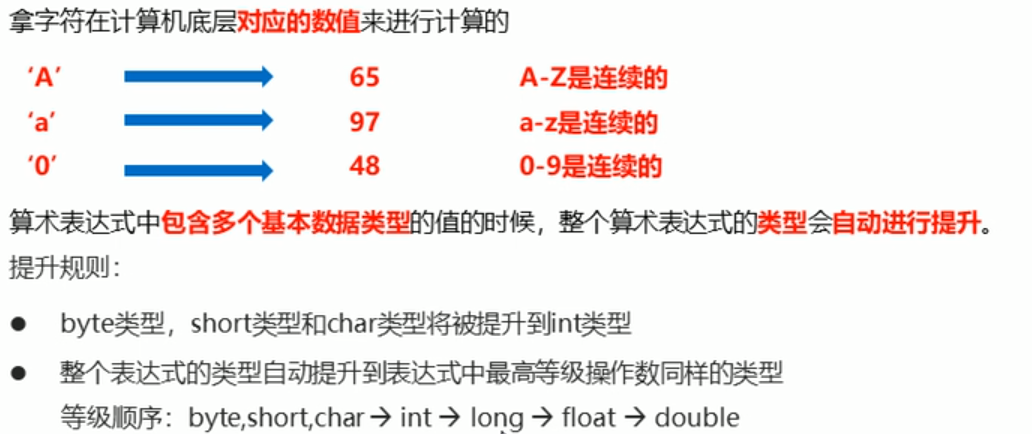 拿字符在计算机底层对应的数值来进行计算的
‘A’ 65 A-Z是连续的
‘a’ 97 a-z是连续的
‘0’ 48 0-9是连续的
算术表达式中包含多个基本数据类型的值的时候，整个算术表达式的类型会自动进行提升。
提升规则：
● byte类型，short类型和char类型将被提升到int类型
● 整个表达式的类型自动提升到表达式中最高等级操作数同样的类型
等级顺序：byte,short,char → int → long → float → double